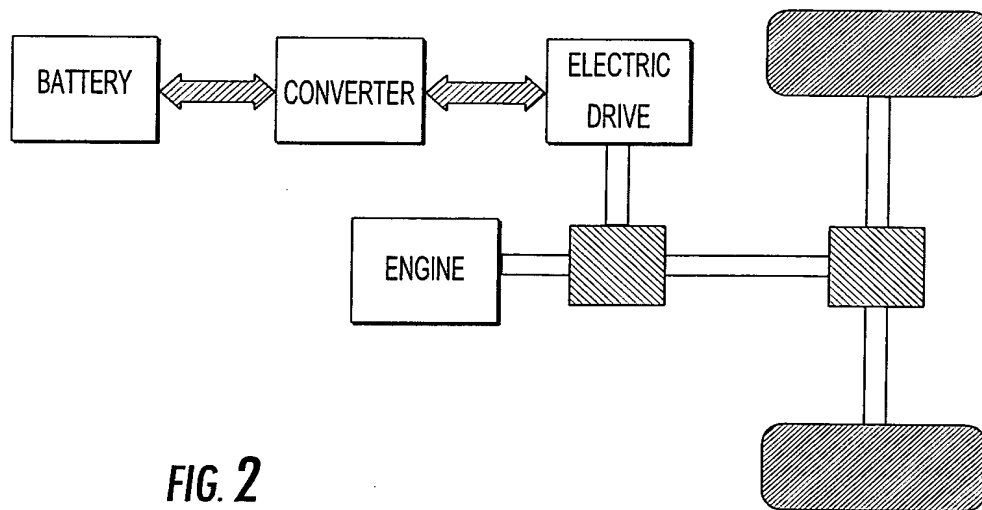 BATTERY
CONVERTER
ELECTRIC
DRIVE
ENGINE
FIG. 2